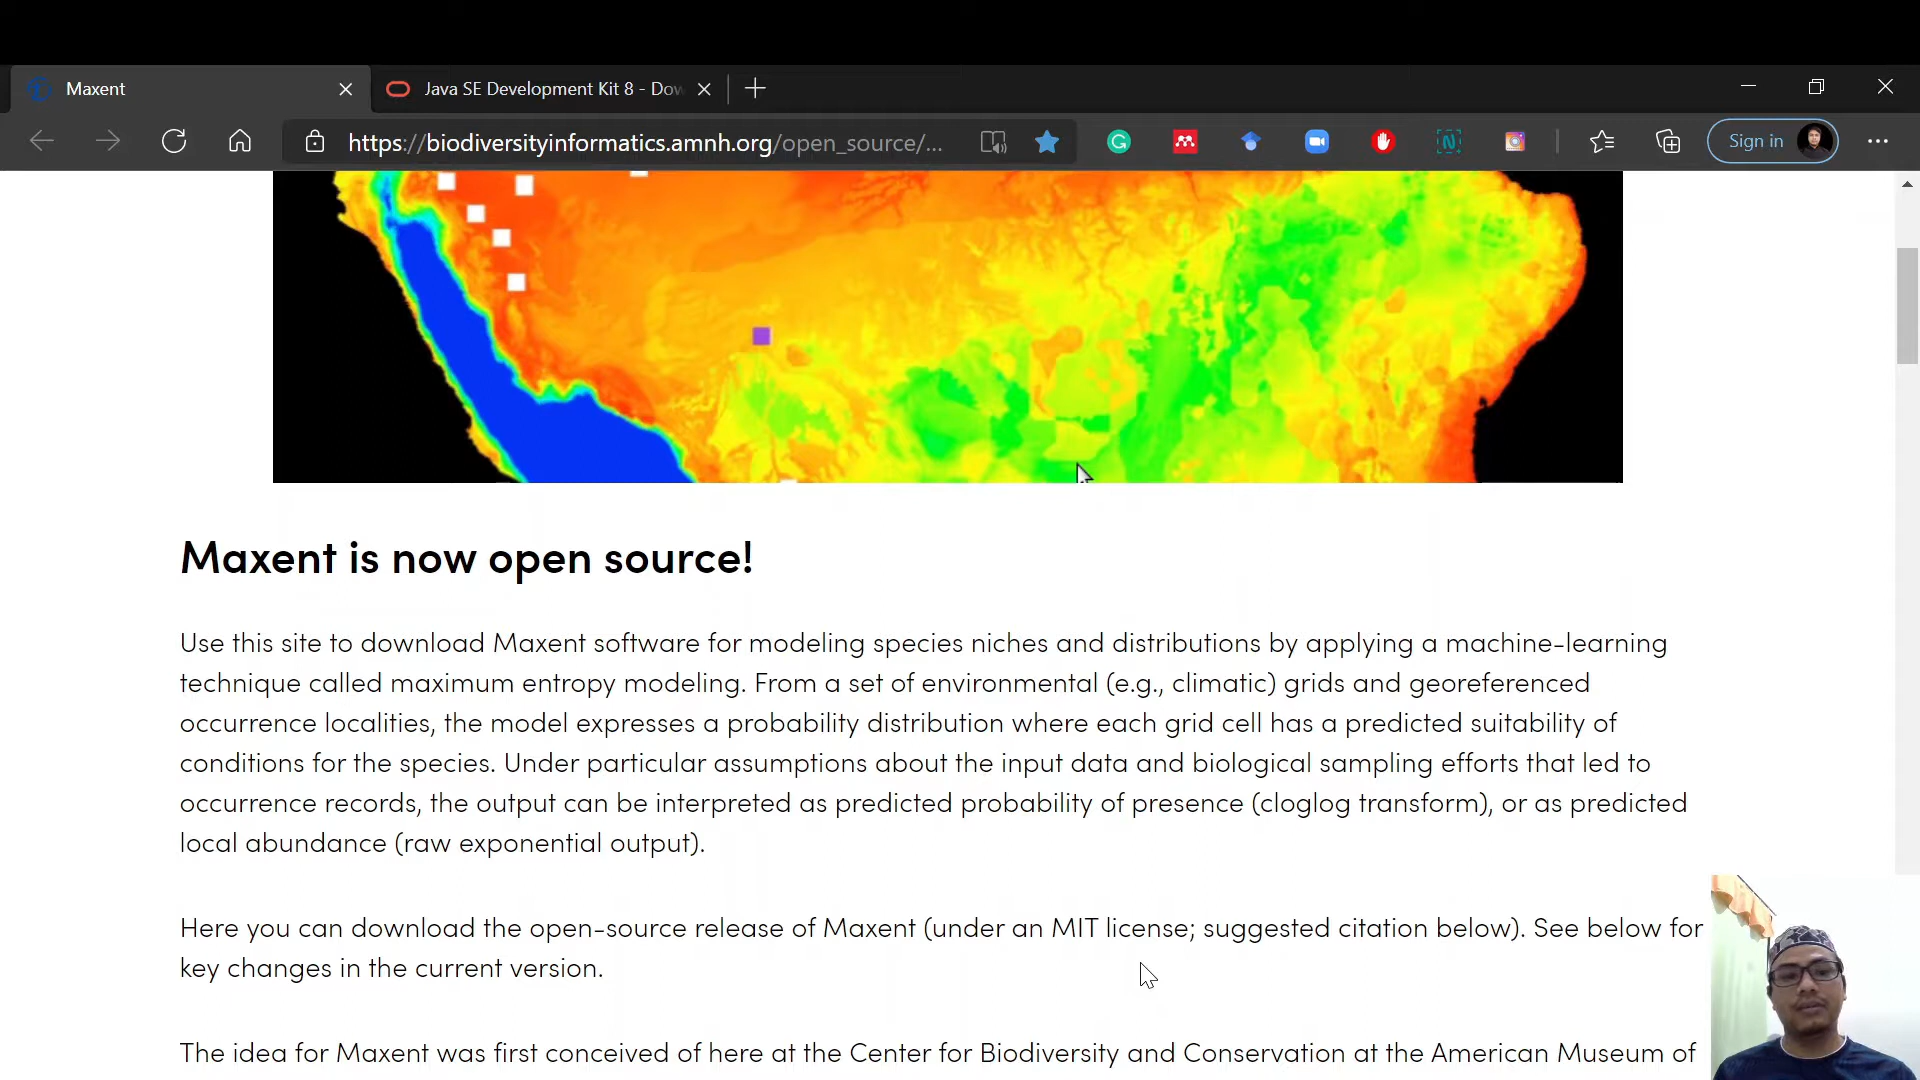 Maxent
Java SE Development Kit 8 - Dow
https://biodiversityinformatics.amnh.org/open_source/...
Sign in
Maxent is now open source!
Use this site to download Maxent software for modeling species niches and distributions by applying a machine-learning
technique called maximum entropy modeling. From a set of environmental (e.g., climatic) grids and georeferenced
occurrence localities, the model expresses a probability distribution where each grid cell has a predicted suitability of
conditions for the species. Under particular assumptions about the input data and biological sampling efforts that led to
occurrence records, the output can be interpreted as predicted probability of presence (cloglog transform), or as predicted
local abundance (raw exponential output).
Here you can download the open-source release of Maxent (under an MIT license; suggested citation below). See below for
key changes in the current version.
The idea for Maxent was first conceived of here at the Center for Biodiversity and Conservation at the American Museum of